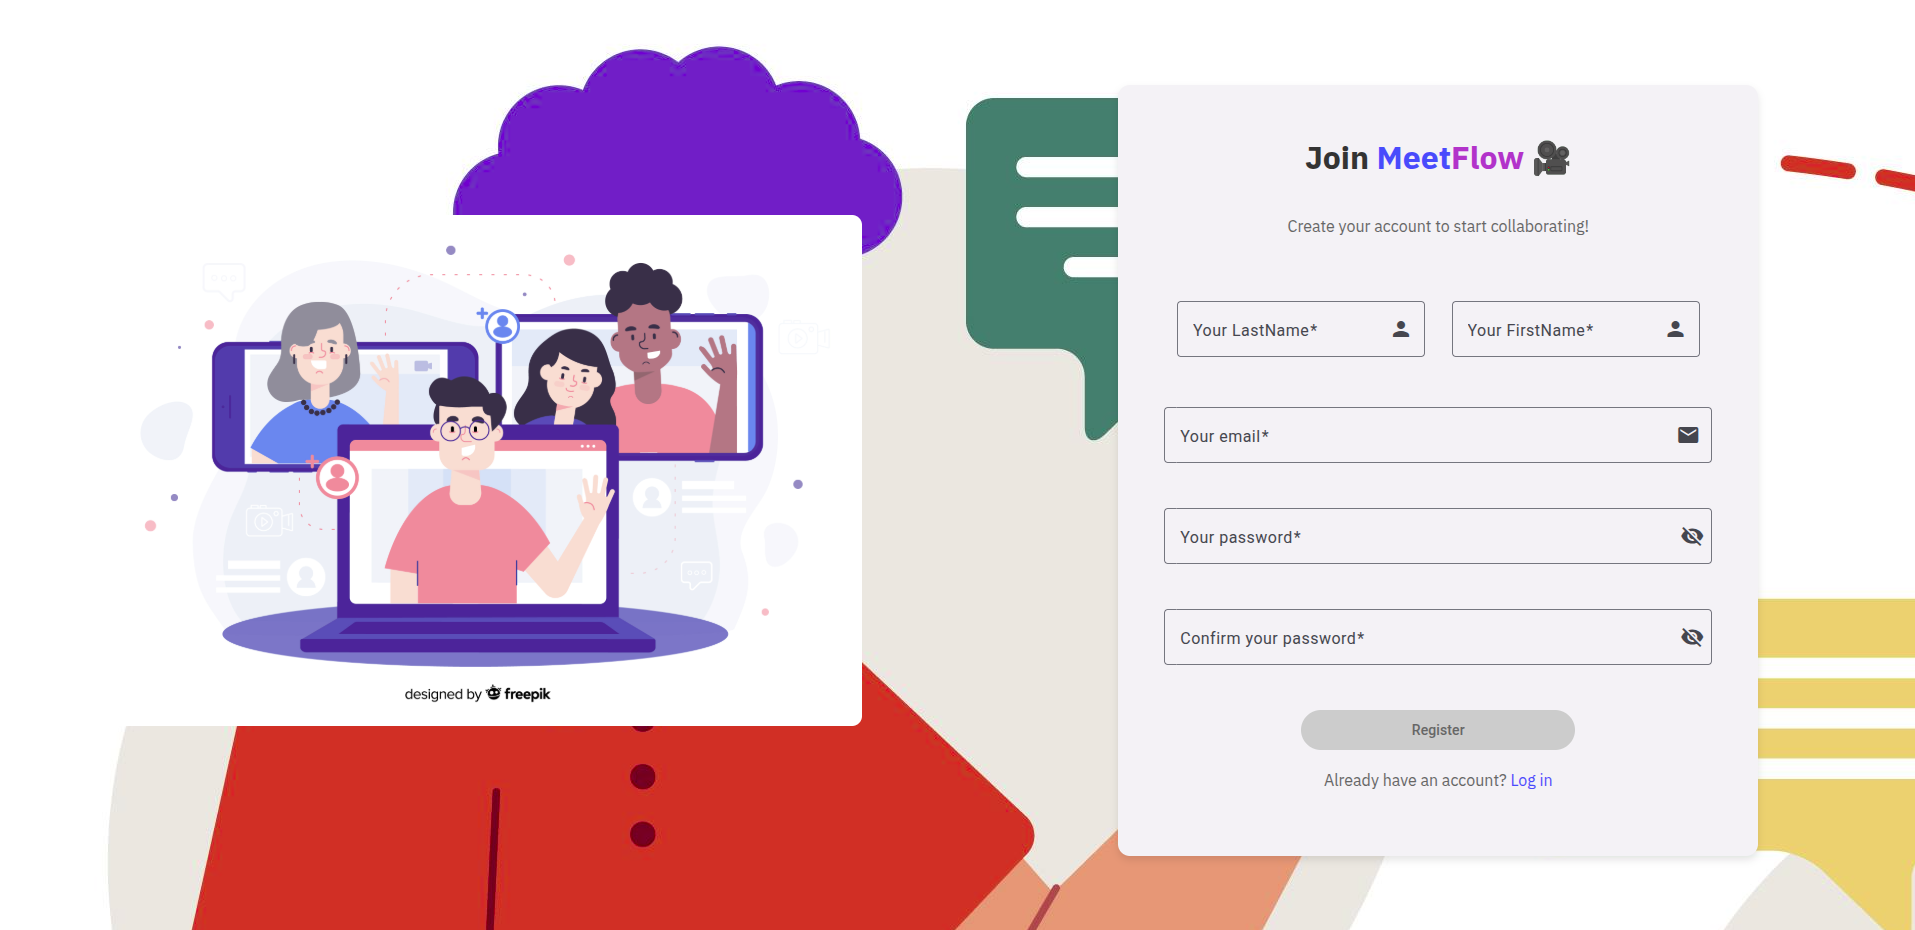 Join MeetFlow 🎥
Create your account to start collaborating!
Your LastName*
Your FirstName*
Your email*
Your password*
Confirm your password*
Register
Already have an account? Log in
designed by freepik